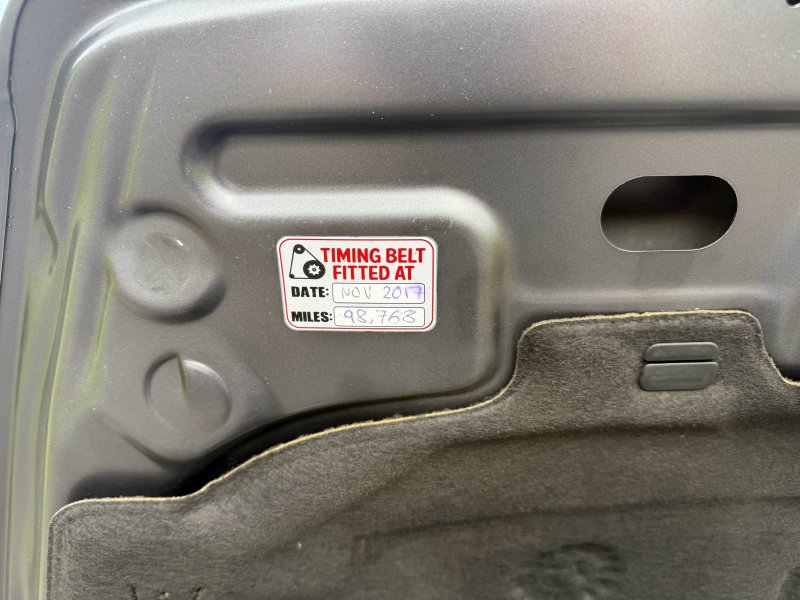 TIMING BELT
FITTED AT
DATE: NOV 2017
MILES: 98,768